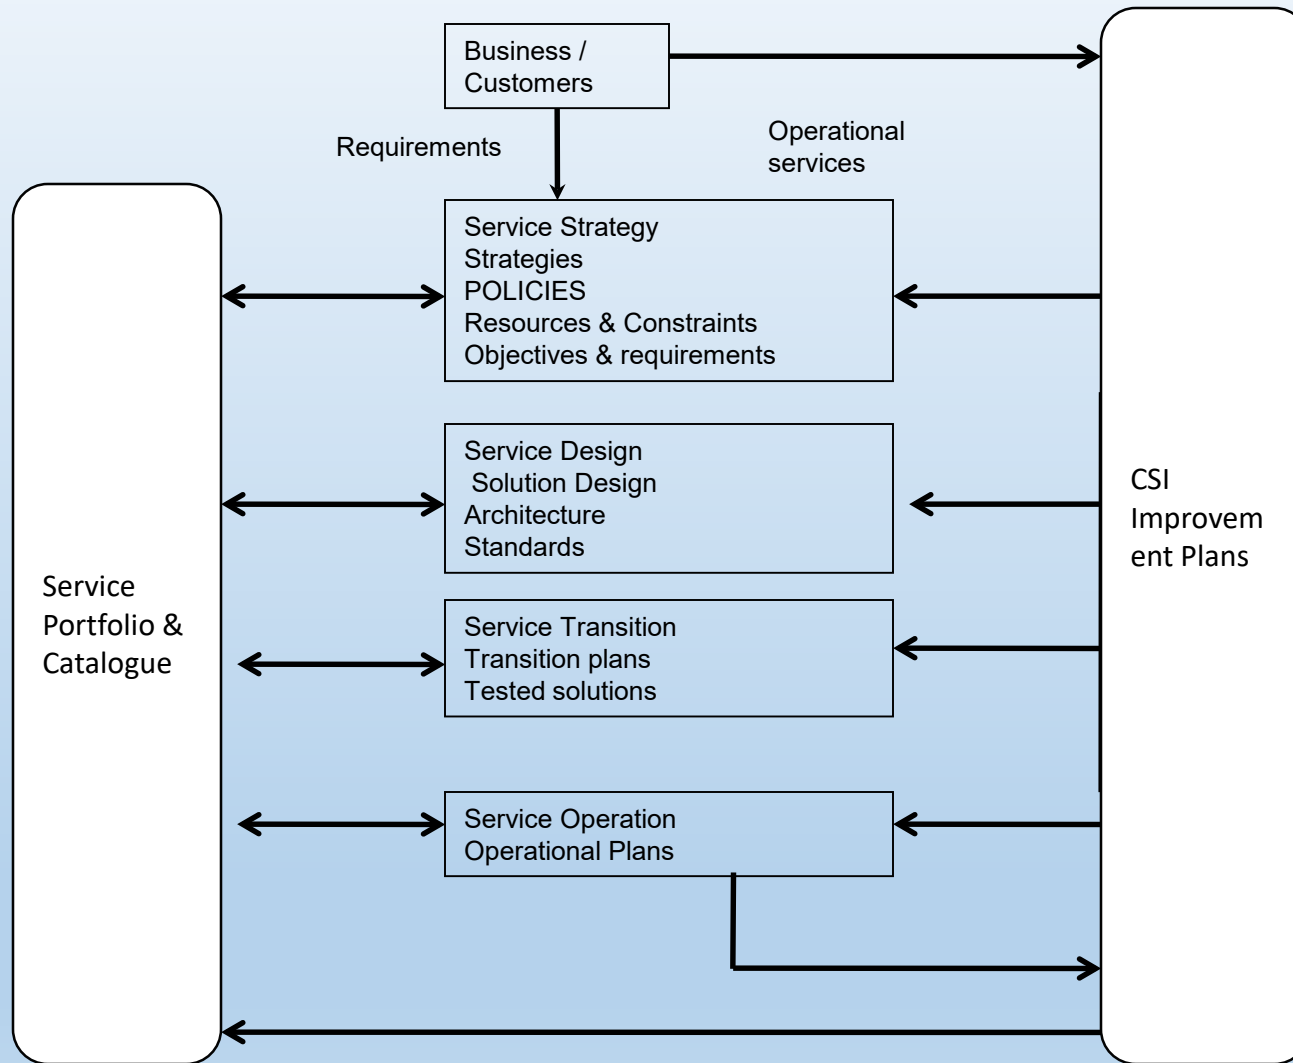 Business /
Customers
Requirements
Operational
services
Service Strategy
Strategies
POLICIES
Resources & Constraints
Objectives & requirements
Service Design
Solution Design
Architecture
Standards
Service Transition
Transition plans
Tested solutions
Service Operation
Operational Plans
Service
Portfolio &
Catalogue
CSI
Improvem
ent Plans